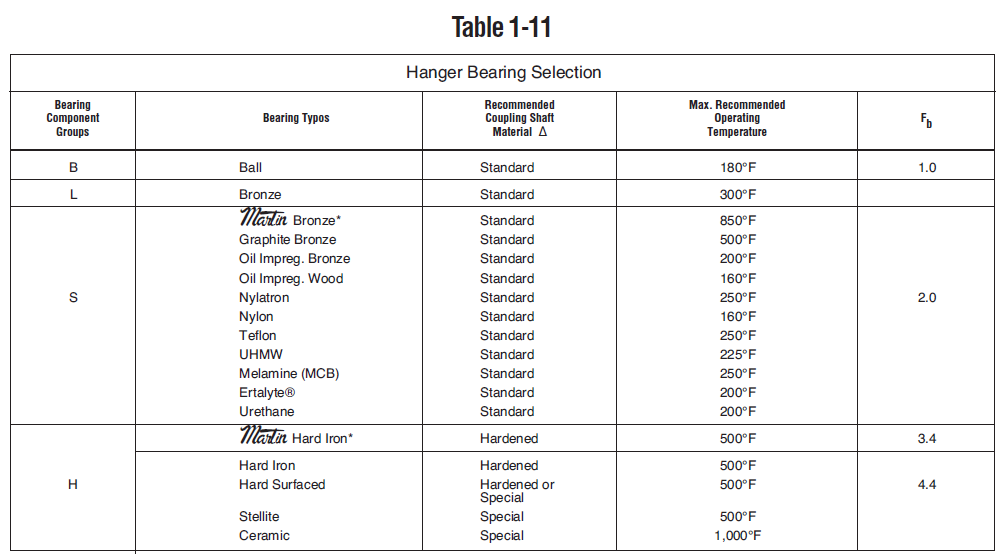 Table 1-11
Hanger Bearing Selection
Bearing Component Groups Bearing Typos Recommended Coupling Shaft Material Δ Max. Recommended Operating Temperature Fb
B Ball Standard 180°F 1.0
L Bronze Standard 300°F
Martin Bronze* Standard 850°F
Graphite Bronze Standard 500°F
Oil Impreg. Bronze Standard 200°F
Oil Impreg. Wood Standard 160°F
S Nylatron Standard 250°F 2.0
Nylon Standard 160°F
Teflon Standard 250°F
UHMW Standard 225°F
Melamine (MCB) Standard 250°F
Ertalyte® Standard 200°F
Urethane Standard 200°F
Martin Hard Iron* Hardened 500°F 3.4
Hard Iron Hardened 500°F
H Hard Surfaced Hardened or 500°F 4.4
Special
Stellite Special 500°F
Ceramic Special 1,000°F